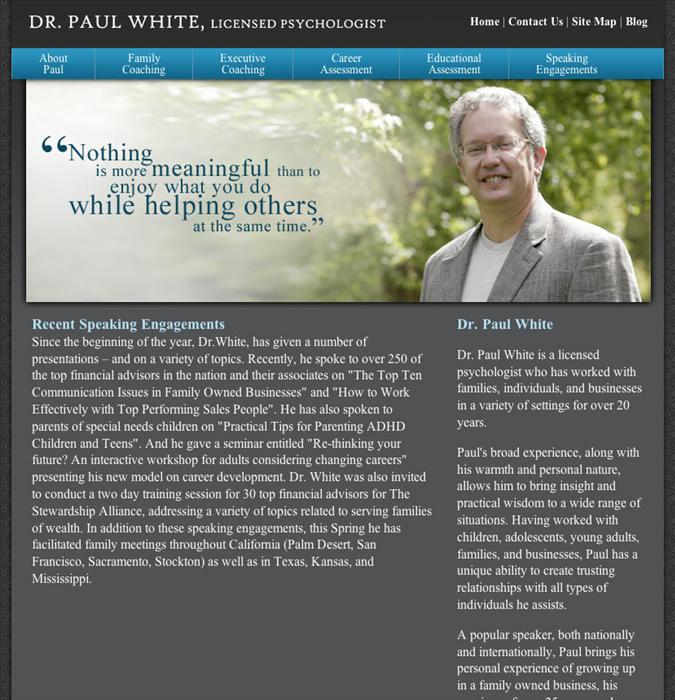 DR. PAUL WHITE, LICENSED PSYCHOLOGIST
Home | Contact Us | Site Map | Blog
About Paul
Family Coaching
Executive Coaching
Career Assessment
Educational Assessment
Speaking Engagements
“Nothing
is more meaningful than to
enjoy what you do
while helping others
at the same time.”
Recent Speaking Engagements
Since the beginning of the year, Dr.White, has given a number of
presentations – and on a variety of topics. Recently, he spoke to over 250 of
the top financial advisors in the nation and their associates on "The Top Ten
Communication Issues in Family Owned Businesses" and "How to Work
Effectively with Top Performing Sales People". He has also spoken to
parents of special needs children on "Practical Tips for Parenting ADHD
Children and Teens". And he gave a seminar entitled "Re-thinking your
future? An interactive workshop for adults considering changing careers"
presenting his new model on career development. Dr. White was also invited
to conduct a two day training session for 30 top financial advisors for The
Stewardship Alliance, addressing a variety of topics related to serving families
of wealth. In addition to these speaking engagements, this Spring he has
facilitated family meetings throughout California (Palm Desert, San
Francisco, Sacramento, Stockton) as well as in Texas, Kansas, and
Mississippi.
Dr. Paul White
Dr. Paul White is a licensed
psychologist who has worked with
families, individuals, and businesses
in a variety of settings for over 20
years.
Paul's broad experience, along with
his warmth and personal nature,
allows him to bring insight and
practical wisdom to a wide range of
situations. Having worked with
children, adolescents, young adults,
families, and businesses, Paul has a
unique ability to create trusting
relationships with all types of
individuals he assists.
A popular speaker, both nationally
and internationally, Paul brings his
personal experience of growing up
in a family owned business, his